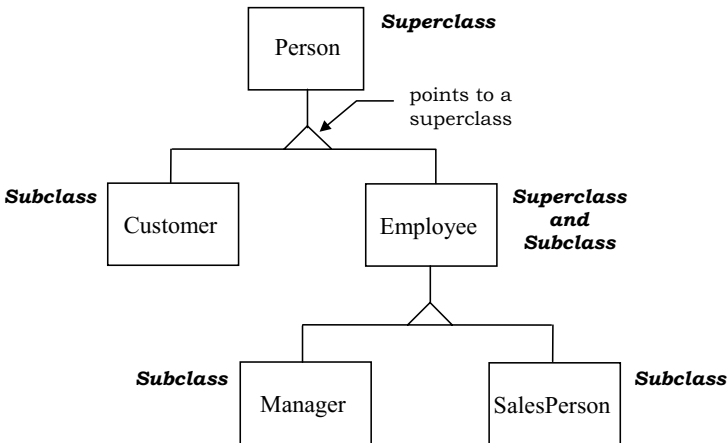 Superclass
Person
points to a
superclass
Subclass
Customer
Employee
Superclass
and
Subclass
Subclass
Manager
SalesPerson
Subclass